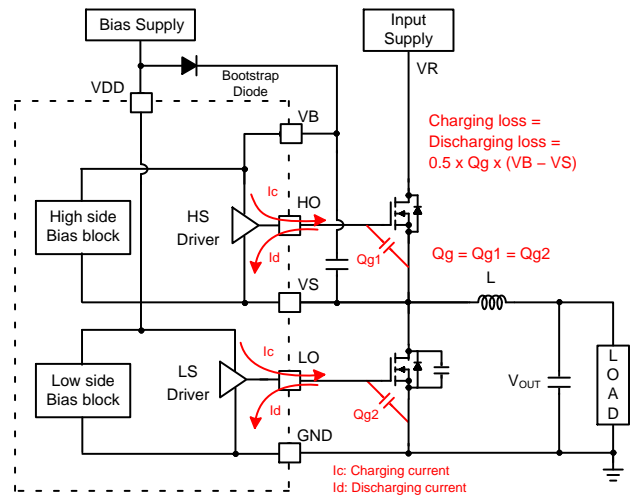 Bias Supply
Input
Supply
VDD
Bootstrap
Diode
VR
VB
Charging loss =
Discharging loss =
0.5 x Qg x (VB – VS)
High side
Bias block
HS
Driver
Ic
HO
Id
Qg1
Qg = Qg1 = Qg2
VS
L
Low side
Bias block
LS
Driver
Ic
LO
Id
Qg2
VOUT
LOAD
GND
Ic: Charging current
Id: Discharging current